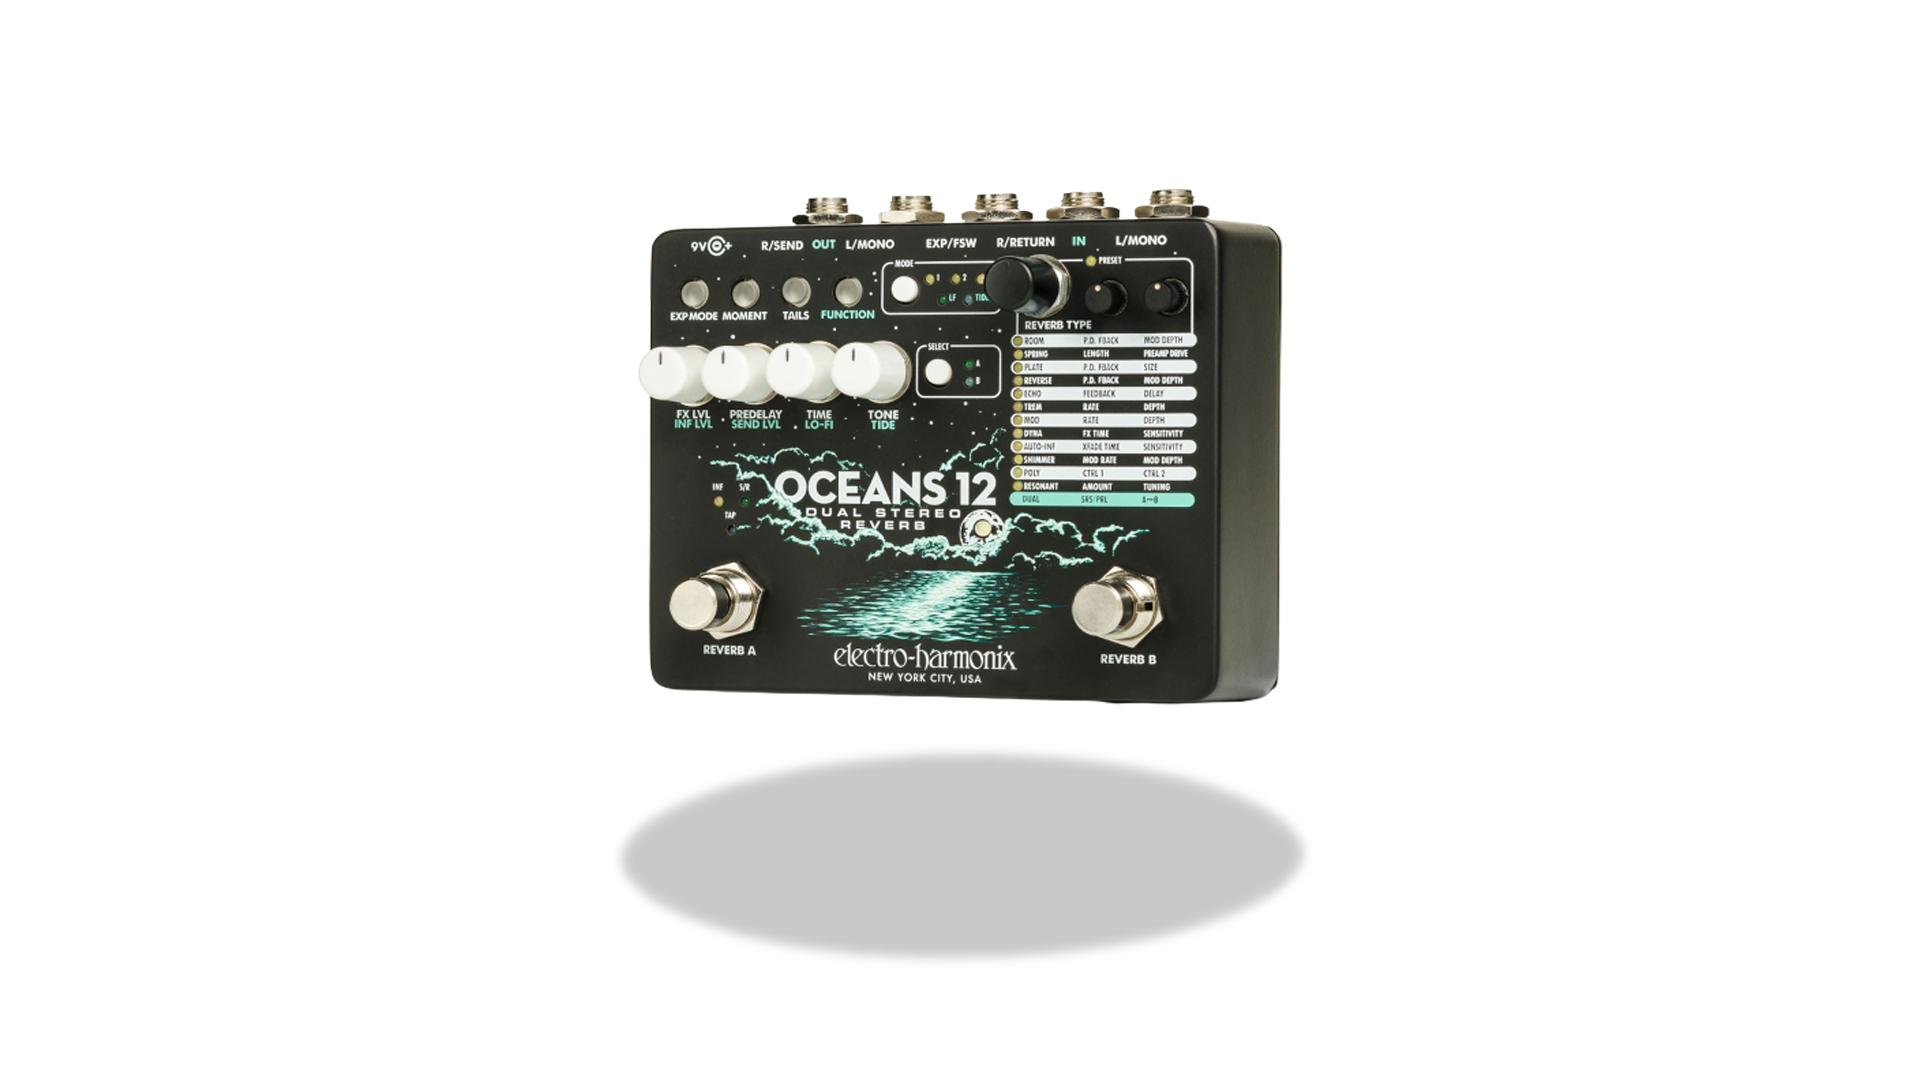 9V - + R/SEND OUT L/MONO EXP/FSW R/RETURN IN L/MONO
MODE 1 2 PRESET
LF TIDE
EXP MODE MOMENT TAILS FUNCTION
REVERB TYPE
SELECT A
B
FX LVL PREDELAY TIME TONE
INF LVL SEND LVL LO-FI TIDE
ROOM P.D. FBACK MOD DEPTH
SPRING LENGTH PREAMP DRIVE
PLATE P.D. FBACK SIZE
REVERSE P.D. FBACK MOD DEPTH
ECHO FEEDBACK DELAY
TREM RATE DEPTH
MOD RATE DEPTH
DYNA FX TIME SENSITIVITY
AUTO-INF XFADE TIME SENSITIVITY
SHIMMER MOD RATE MOD DEPTH
POLY CTRL 1 CTRL 2
RESONANT AMOUNT TUNING
DUAL SRS/PRL A↔B
INF S/R
TAP
OCEANS 12
DUAL STEREO
REVERB
REVERB A
REVERB B
electro-harmonix
NEW YORK CITY, USA